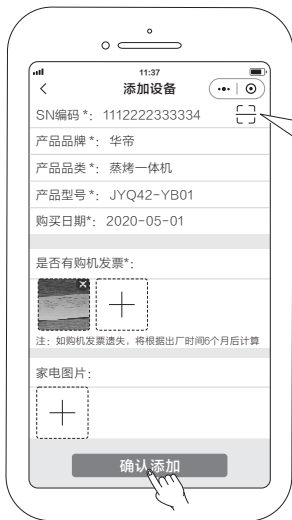 11:37
添加设备
SN编码*：1112222333334
产品品牌*：华帝
产品品类*：蒸烤一体机
产品型号*：JYQ42-YB01
购买日期*：2020-05-01
是否有购机发票*：
注：如购机发票遗失，将根据出厂时间6个月后计算
家电图片：
确认添加